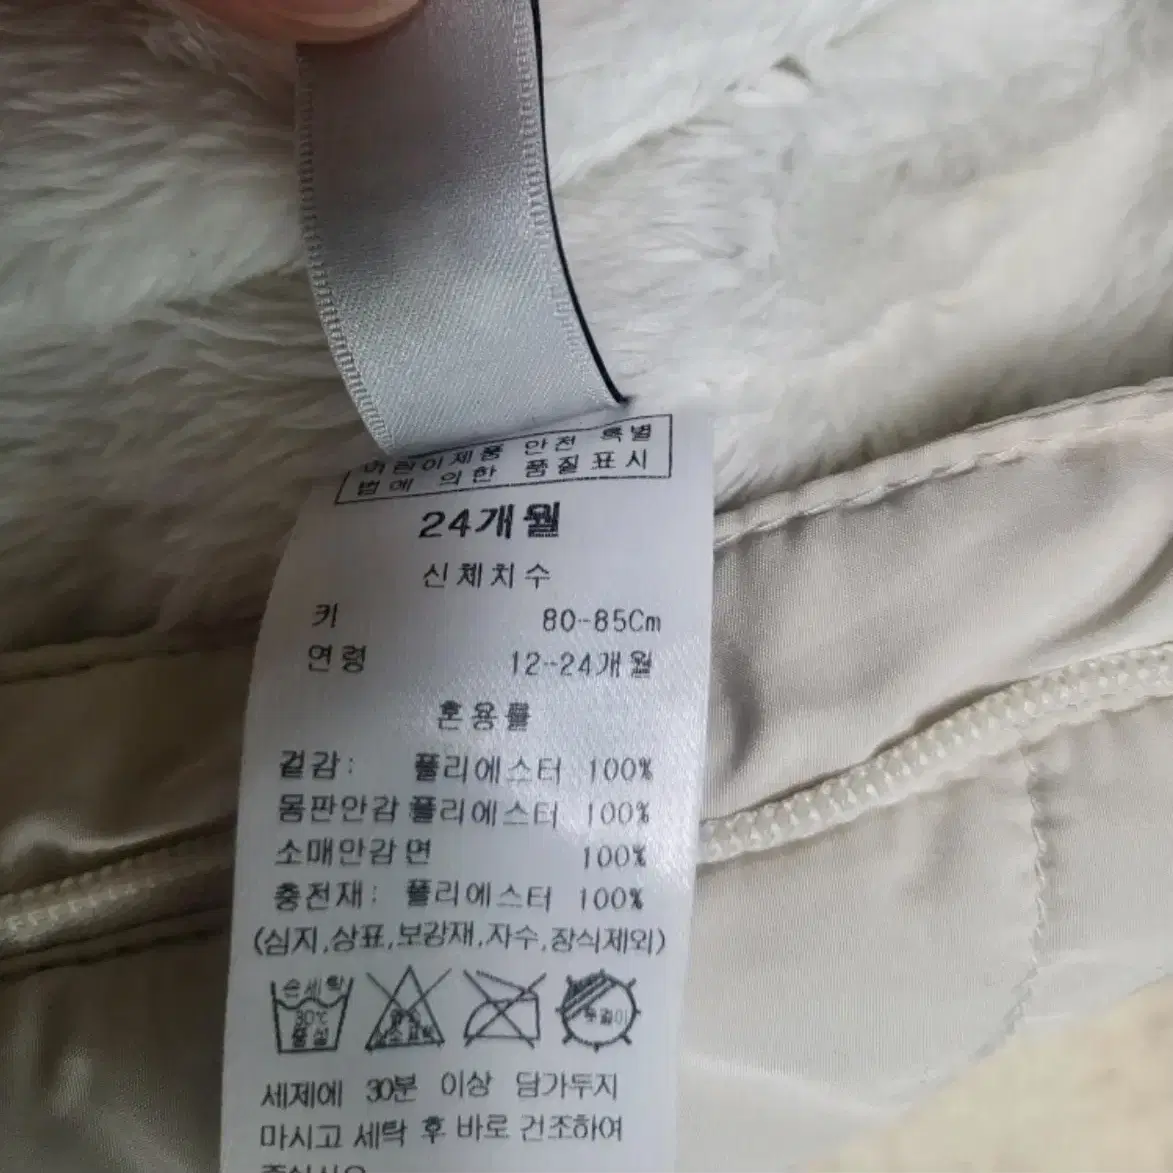 어린이제품 안전 특별
법에 의한 품질표시
24개월
신체치수
키 80-85Cm
연령 12-24개월
혼용률
겉감: 폴리에스터 100%
몸판안감 폴리에스터 100%
소매안감 면 100%
충전재: 폴리에스터 100%
(심지,상표,보강재,자수,장식제외)
손세탁
30℃
중성
세제에 30분 이상 담가두지
마시고 세탁 후 바로 건조하여